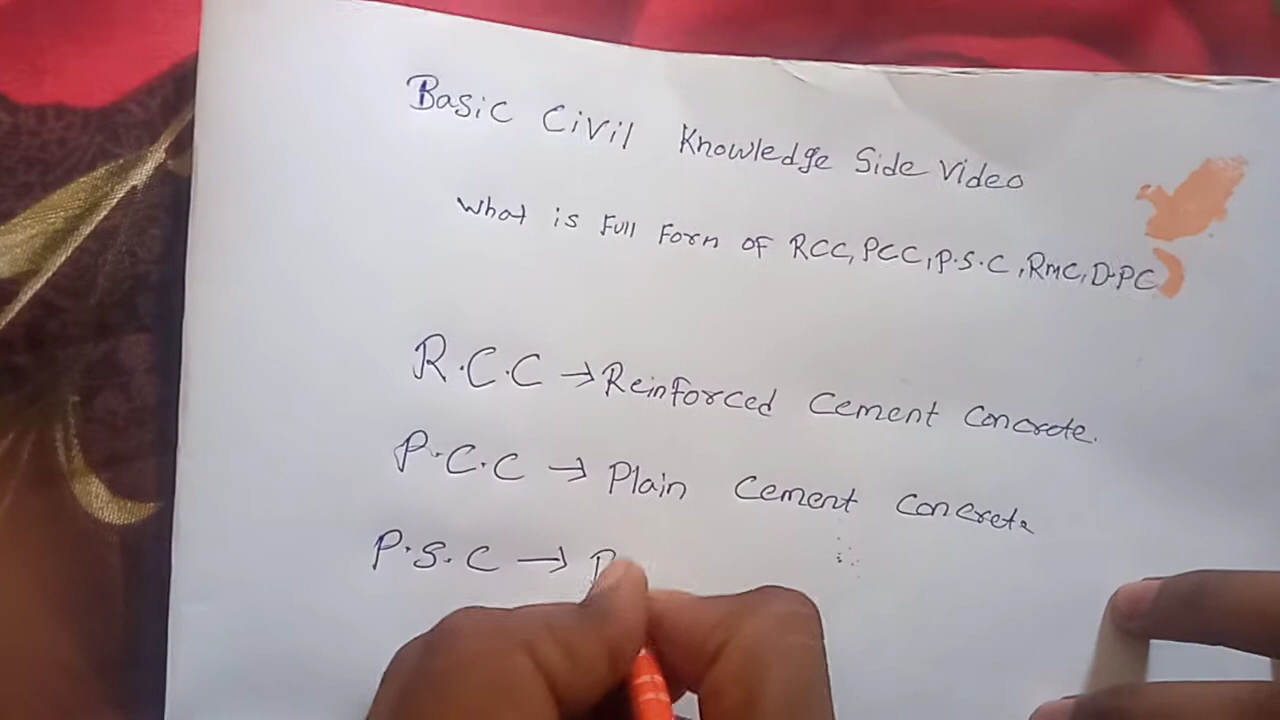 Basic Civil Knowledge Side Video
What is Full Form of RCC, PCC, P.S.C, RMC, D.PC
R.C.C → Reinforced Cement Concrete.
P.C.C → Plain Cement Concrete
P.S.C → P